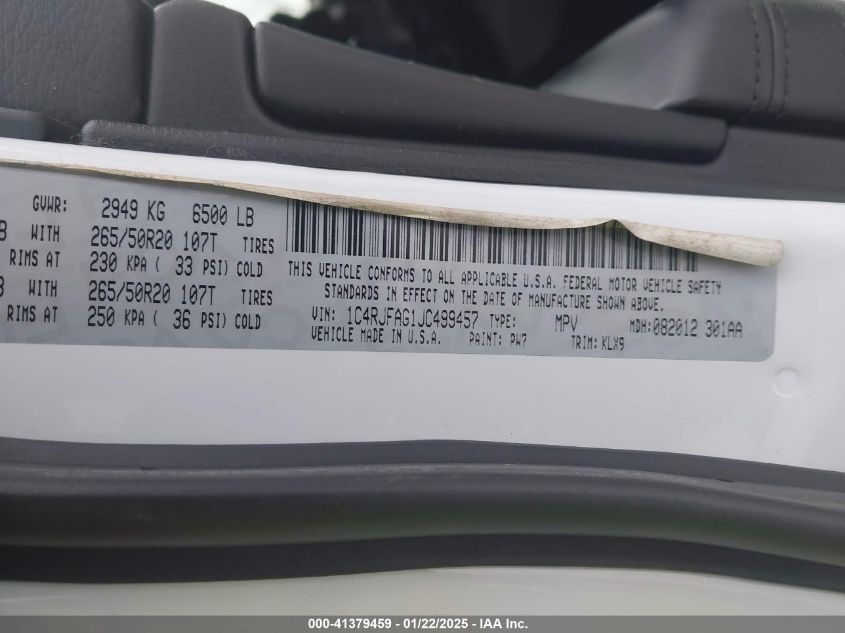 GVWR: 2949 KG 6500 LB
B WITH 265/50R20 107T TIRES
RIMS AT 230 KPA ( 33 PSI) COLD
B WITH 265/50R20 107T TIRES
RIMS AT 250 KPA ( 36 PSI) COLD
THIS VEHICLE CONFORMS TO ALL APPLICABLE U.S.A. FEDERAL MOTOR VEHICLE SAFETY
STANDARDS IN EFFECT ON THE DATE OF MANUFACTURE SHOWN ABOVE.
VIN: 1C4RJFAG1JC499457 TYPE: MPV MDH:082012 301AA
VEHICLE MADE IN U.S.A. PAINT: PW7 TRIM: KLX9
000-41379459 - 01/22/2025 - IAA Inc.